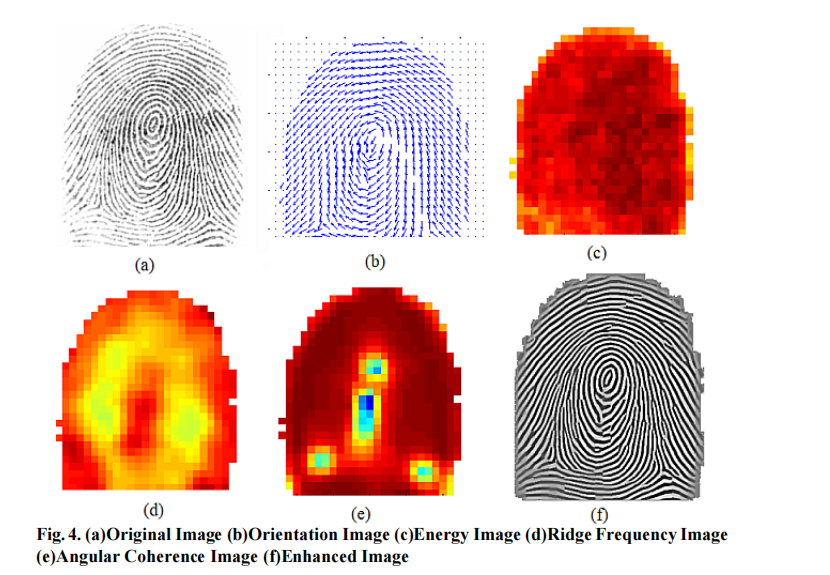 (a)
(b)
(c)
(d)
(e)
(f)
Fig. 4. (a)Original Image (b)Orientation Image (c)Energy Image (d)Ridge Frequency Image
(e)Angular Coherence Image (f)Enhanced Image